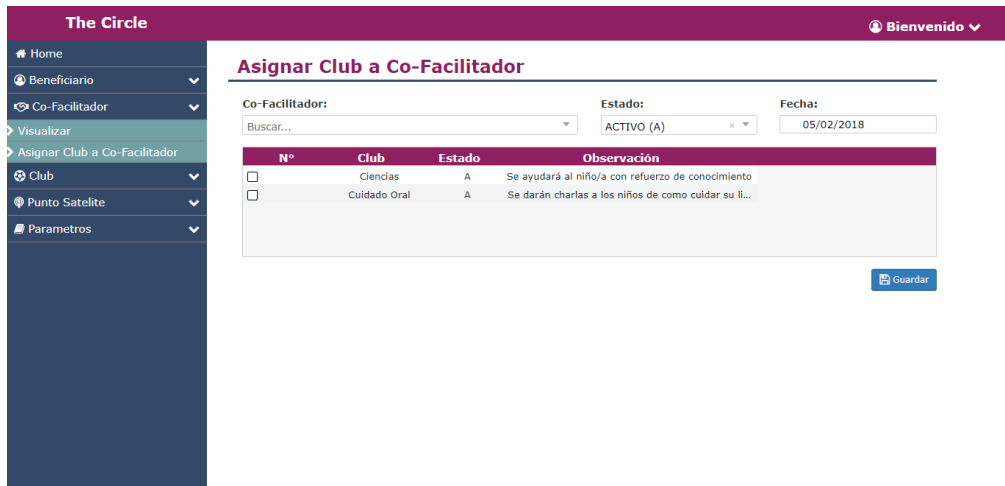 The Circle
Bienvenido
Home
Beneficiario
Co-Facilitador
Visualizar
Asignar Club a Co-Facilitador
Club
Punto Satelite
Parametros
Asignar Club a Co-Facilitador
Co-Facilitador: Estado: Fecha:
Buscar... ACTIVO (A) × 05/02/2018
N° Club Estado Observación
Ciencias A Se ayudará al niño/a con refuerzo de conocimiento
Cuidado Oral A Se darán charlas a los niños de como cuidar su li...
Guardar